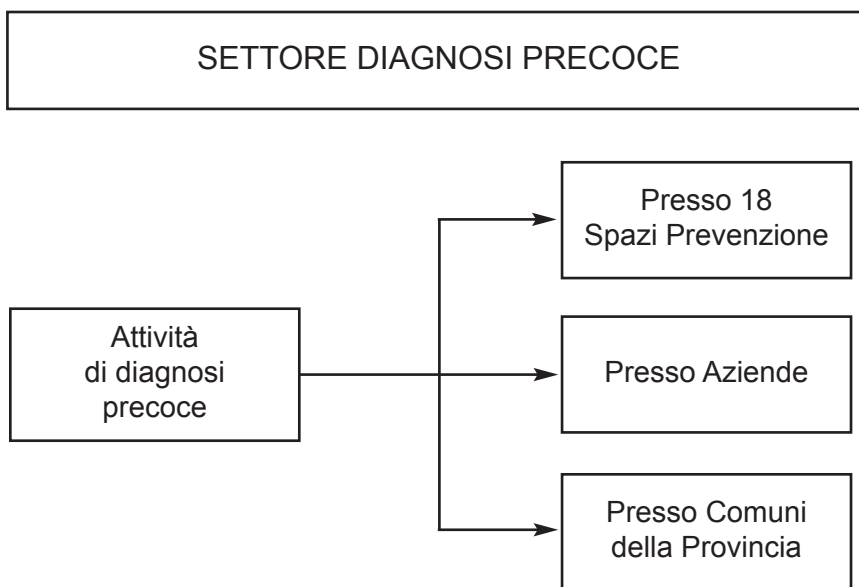 SETTORE DIAGNOSI PRECOCE
Attività
di diagnosi
precoce
Presso 18
Spazi Prevenzione
Presso Aziende
Presso Comuni
della Provincia